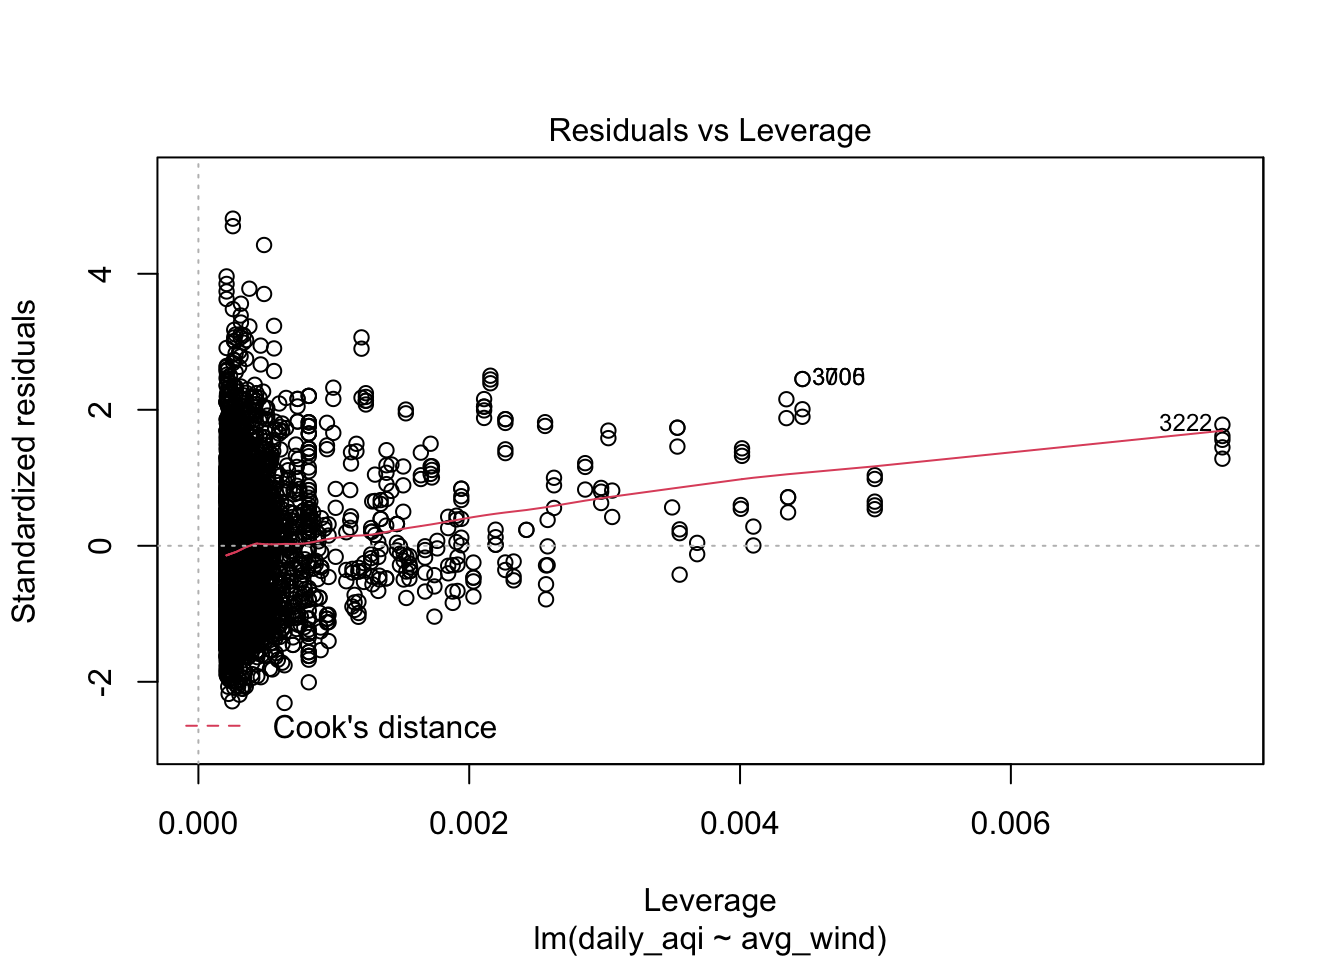 Residuals vs Leverage
Standardized residuals
4
2
0
-2
3222
Cook's distance
0.000 0.002 0.004 0.006
Leverage
lm(daily_aqi ~ avg_wind)